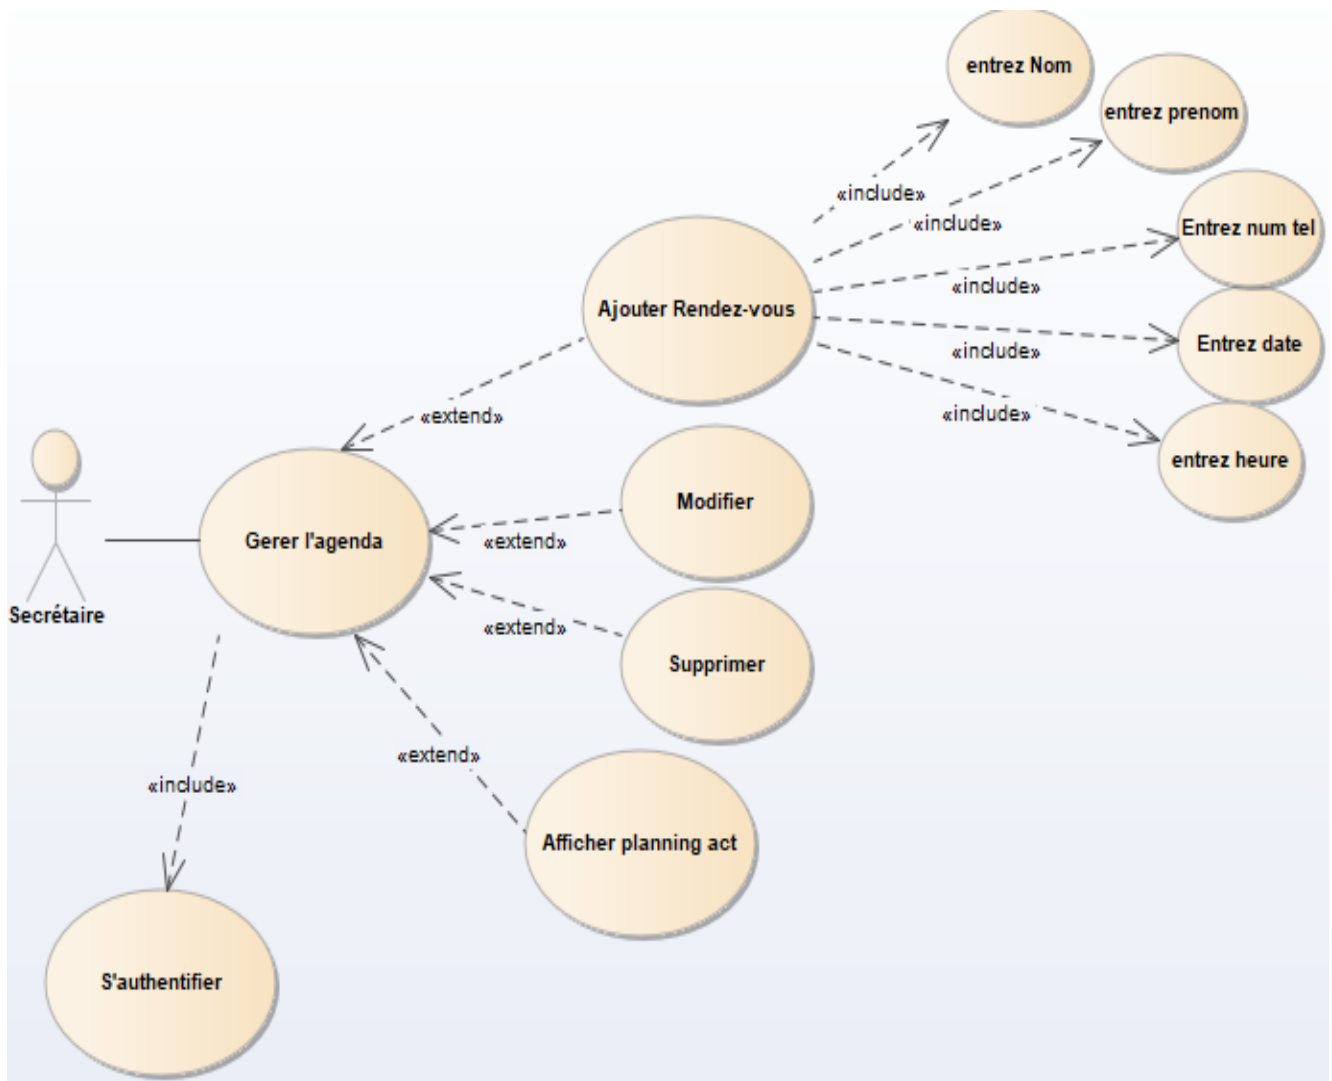 entrez Nom
entrez prenom
«include»
«include»
Entrez num tel
«include»
Ajouter Rendez-vous
Entrez date
«include»
«include»
«extend»
entrez heure
Modifier
Gerer l'agenda
«extend»
Secrétaire
«extend»
Supprimer
«extend»
«include»
Afficher planning act
S'authentifier